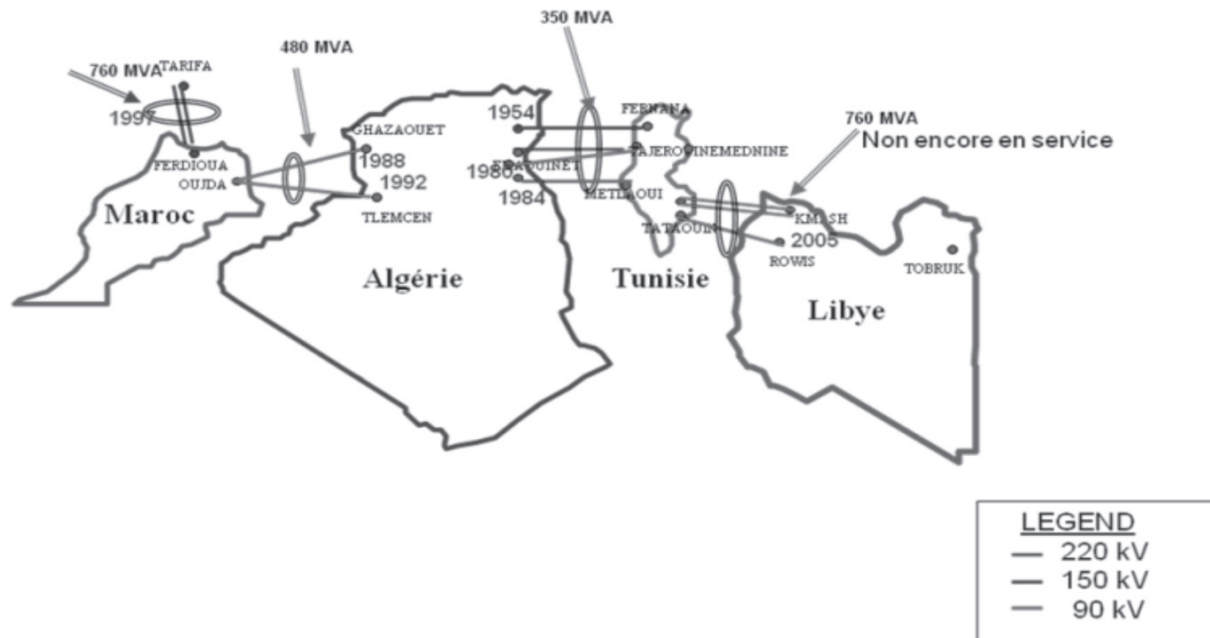 350 MVA
480 MVA
760 MVA
TARIFA
1997
1954
FERNANA
760 MVA
Non encore en service
GHAZAOUET
FERDIOUA
1988
TAJEROUINEMEDNINE
1980
OUJDA
1992
1984
METLAOUI
Maroc
TLEMCEN
TATAOUIN
2005
ROWIS
TOBRUK
Algérie
Tunisie
Libye
LEGEND
220 kV
150 kV
90 kV